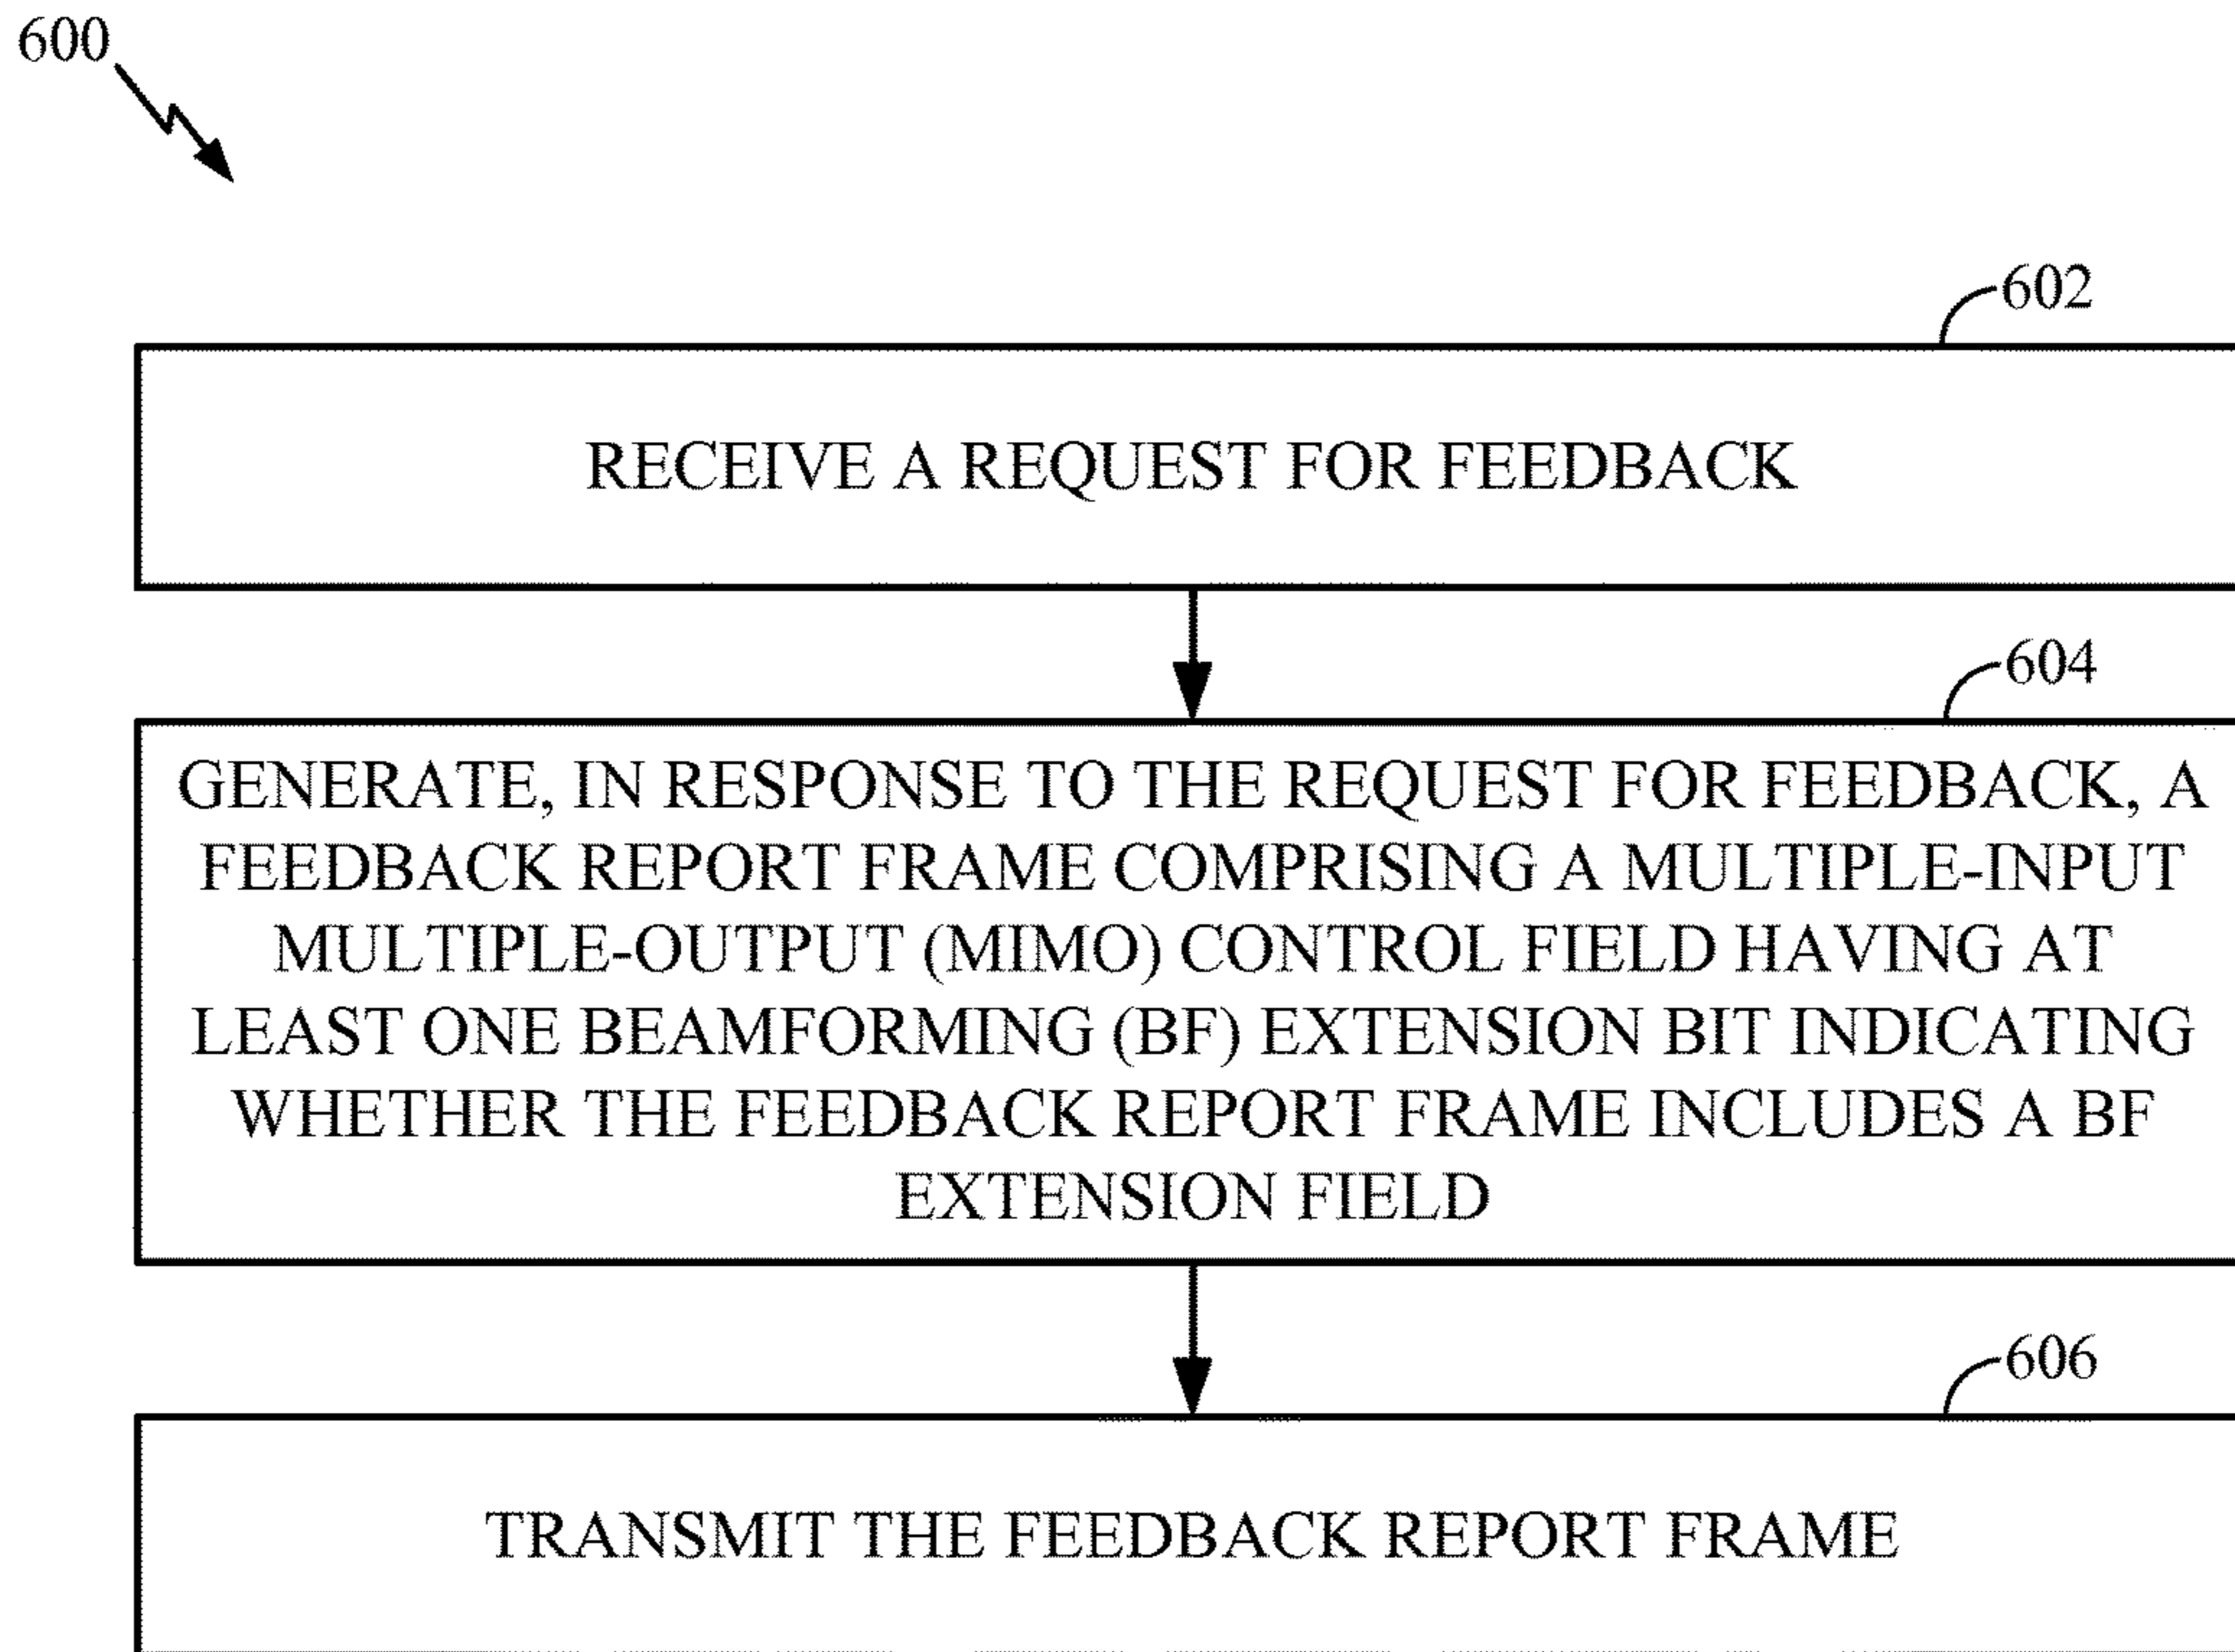 600
602
RECEIVE A REQUEST FOR FEEDBACK
604
GENERATE, IN RESPONSE TO THE REQUEST FOR FEEDBACK, A
FEEDBACK REPORT FRAME COMPRISING A MULTIPLE-INPUT
MULTIPLE-OUTPUT (MIMO) CONTROL FIELD HAVING AT
LEAST ONE BEAMFORMING (BF) EXTENSION BIT INDICATING
WHETHER THE FEEDBACK REPORT FRAME INCLUDES A BF
EXTENSION FIELD
606
TRANSMIT THE FEEDBACK REPORT FRAME